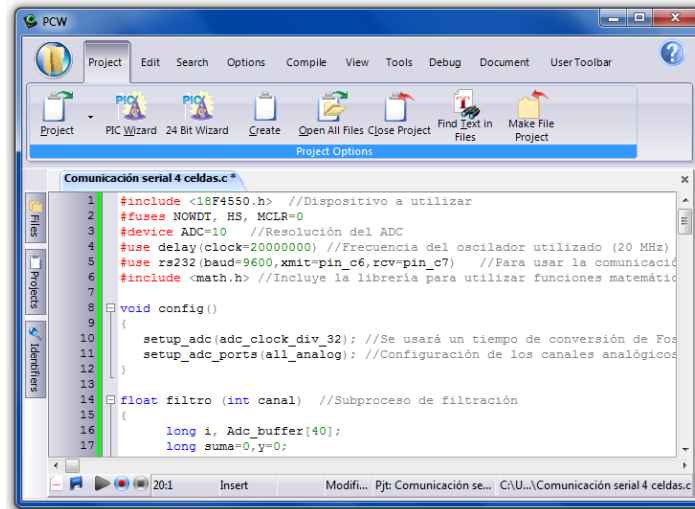 PCW
Project Edit Search Options Compile View Tools Debug Document User Toolbar
Project PIC Wizard 24 Bit Wizard Create Open All Files Close Project Find Text in Files Make File Project
Project Options
Comunicación serial 4 celdas.c *
Files
Projects
Identifiers
1 #include <18F4550.h> //Dispositivo a utilizar
2 #fuses NOWDT, HS, MCLR=0
3 #device ADC=10 //Resolución del ADC
4 #use delay(clock=20000000) //Frecuencia del oscilador utilizado (20 MHz)
5 #use rs232(baud=9600,xmit=pin_c6,rcv=pin_c7) //Para usar la comunicació
6 #include <math.h> //Incluye la librería para utilizar funciones matemátic
7
8 void config()
9 {
10 setup_adc(adc_clock_div_32); //Se usará un tiempo de conversión de Fos
11 setup_adc_ports(all_analog); //Configuración de los canales analógicos
12 }
13
14 float filtro (int canal) //Subproceso de filtración
15 {
16 long i, Adc_buffer[40];
17 long suma=0,y=0;
20:1 Insert Modifi... Pjt: Comunicación se... C:\U...\Comunicación serial 4 celdas.c